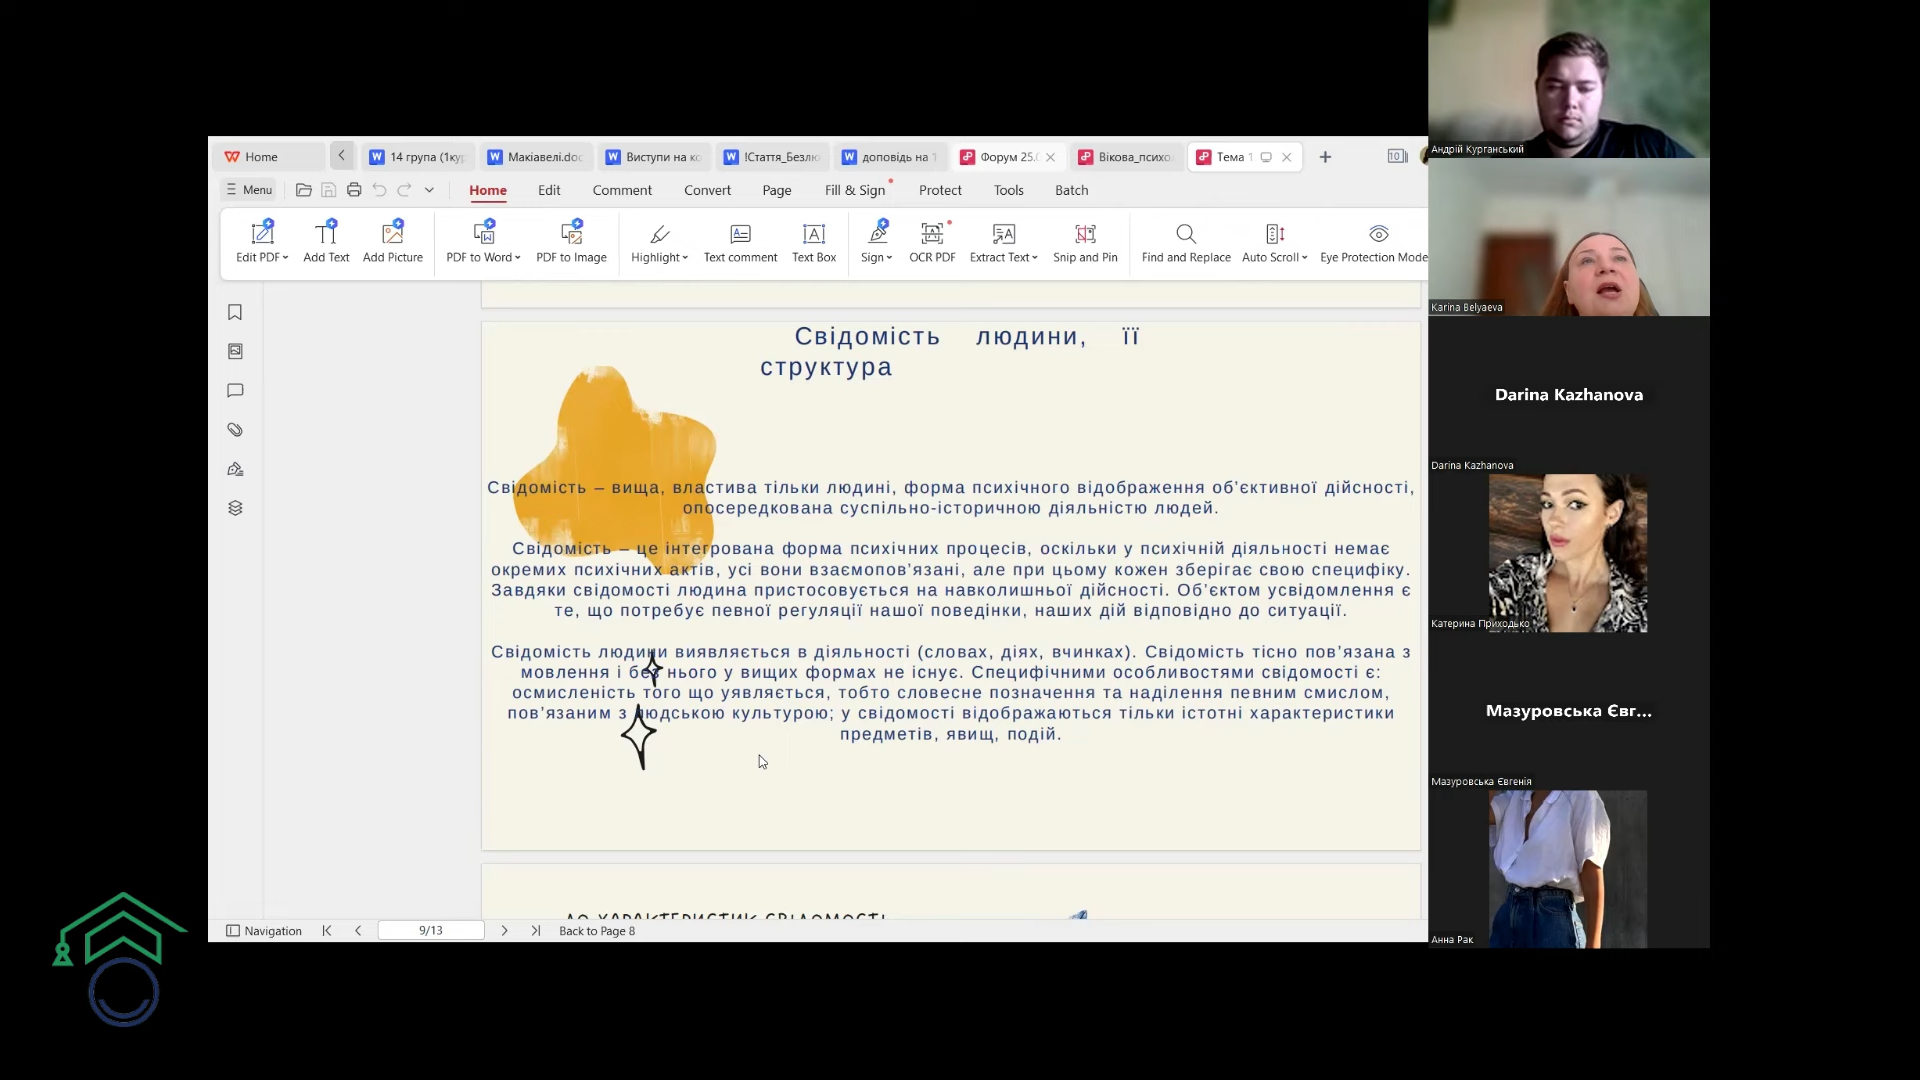 Home
14 група (1ку
Макіавелі.doc
Виступи на ко
!Стаття_Безлю
доповідь на 1
Форум 25.0
Вікова_психо
Тема 1
Menu
Home Edit Comment Convert Page Fill & Sign Protect Tools Batch
Edit PDF
Add Text
Add Picture
PDF to Word
PDF to Image
Highlight
Text comment
Text Box
Sign
OCR PDF
Extract Text
Snip and Pin
Find and Replace
Auto Scroll
Eye Protection Mode
Свідомість людини, її
структура
Свідомість – вища, властива тільки людині, форма психічного відображення об’єктивної дійсності,
опосередкована суспільно-історичною діяльністю людей.
Свідомість – це інтегрована форма психічних процесів, оскільки у психічній діяльності немає
окремих психічних актів, усі вони взаємопов’язані, але при цьому кожен зберігає свою специфіку.
Завдяки свідомості людина пристосовується на навколишньої дійсності. Об’єктом усвідомлення є
те, що потребує певної регуляції нашої поведінки, наших дій відповідно до ситуації.
Свідомість людини виявляється в діяльності (словах, діях, вчинках). Свідомість тісно пов’язана з
мовлення і без нього у вищих формах не існує. Специфічними особливостями свідомості є:
осмисленість того що уявляється, тобто словесне позначення та наділення певним смислом,
пов’язаним з людською культурою; у свідомості відображаються тільки істотні характеристики
предметів, явищ, подій.
ДО ХАРАКТЕРИСТИК СВІДОМОСТІ
Navigation
9/13
Back to Page 8
Андрій Курганський
Karina Belyaeva
Darina Kazhanova
Darina Kazhanova
Катерина Приходько
Мазуровська Євг...
Мазуровська Євгенія
Анна Рак